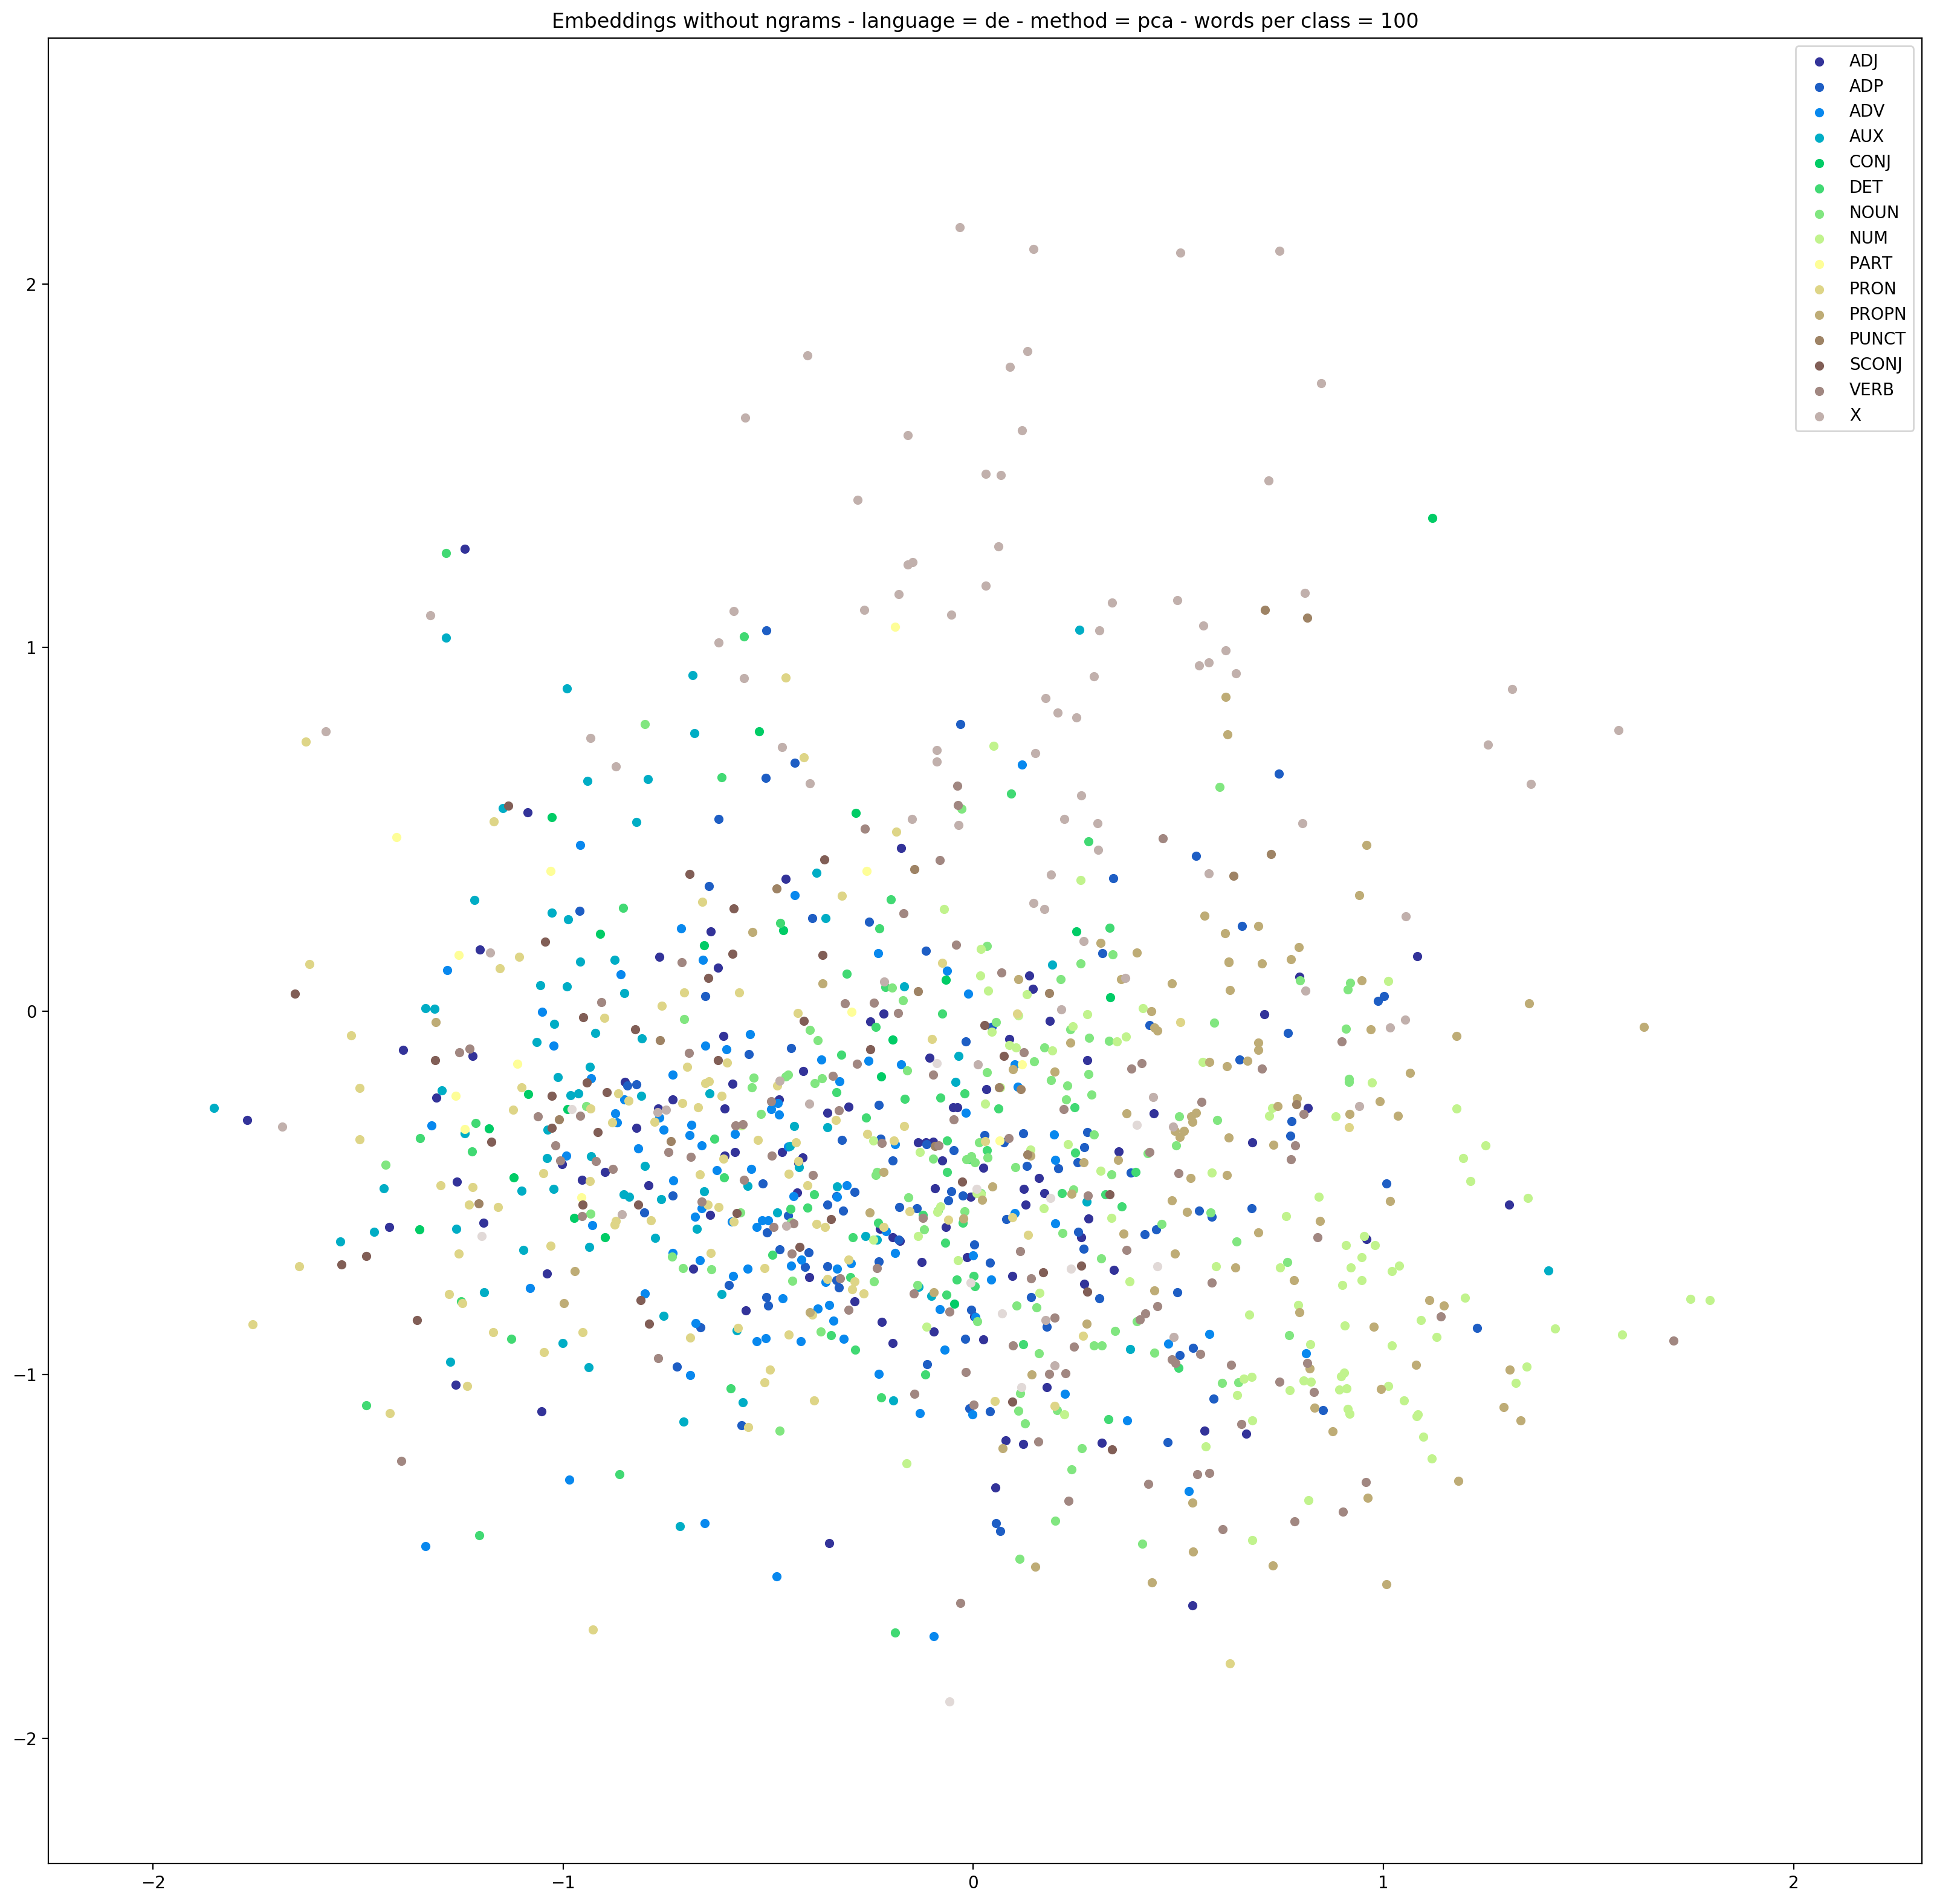 Embeddings without ngrams - language = de - method = pca - words per class = 100
ADJ
ADP
ADV
AUX
CONJ
DET
NOUN
NUM
PART
PRON
PROPN
PUNCT
SCONJ
VERB
X
2
1
0
−1
−2
−2 −1 0 1 2